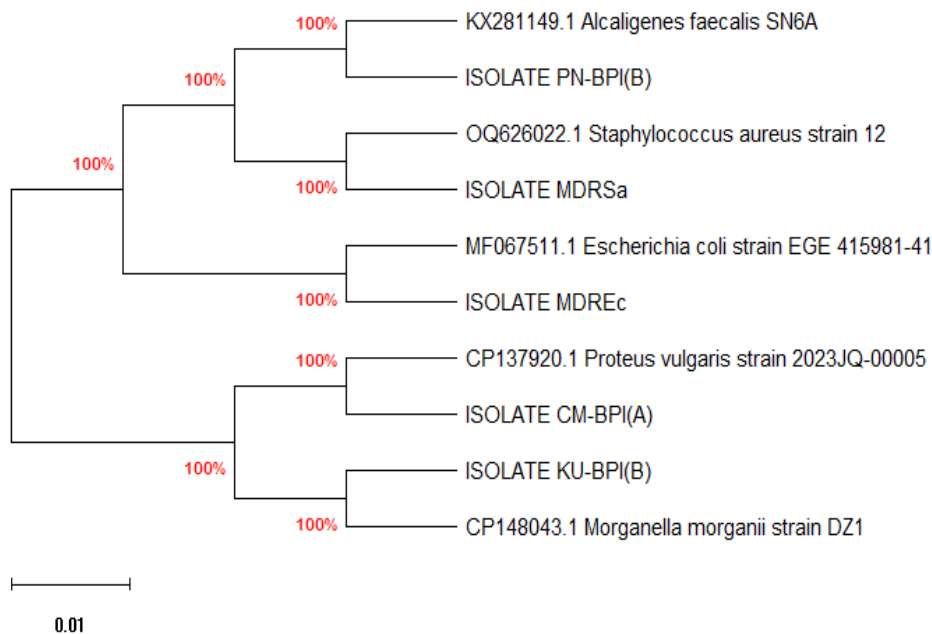 100%
KX281149.1 Alcaligenes faecalis SN6A
100%
ISOLATE PN-BPI(B)
OQ626022.1 Staphylococcus aureus strain 12
100%
100%
ISOLATE MDRSa
MF067511.1 Escherichia coli strain EGE 415981-41
100%
ISOLATE MDREc
100%
CP137920.1 Proteus vulgaris strain 2023JQ-00005
ISOLATE CM-BPI(A)
100%
ISOLATE KU-BPI(B)
100%
CP148043.1 Morganella morganii strain DZ1
0.01